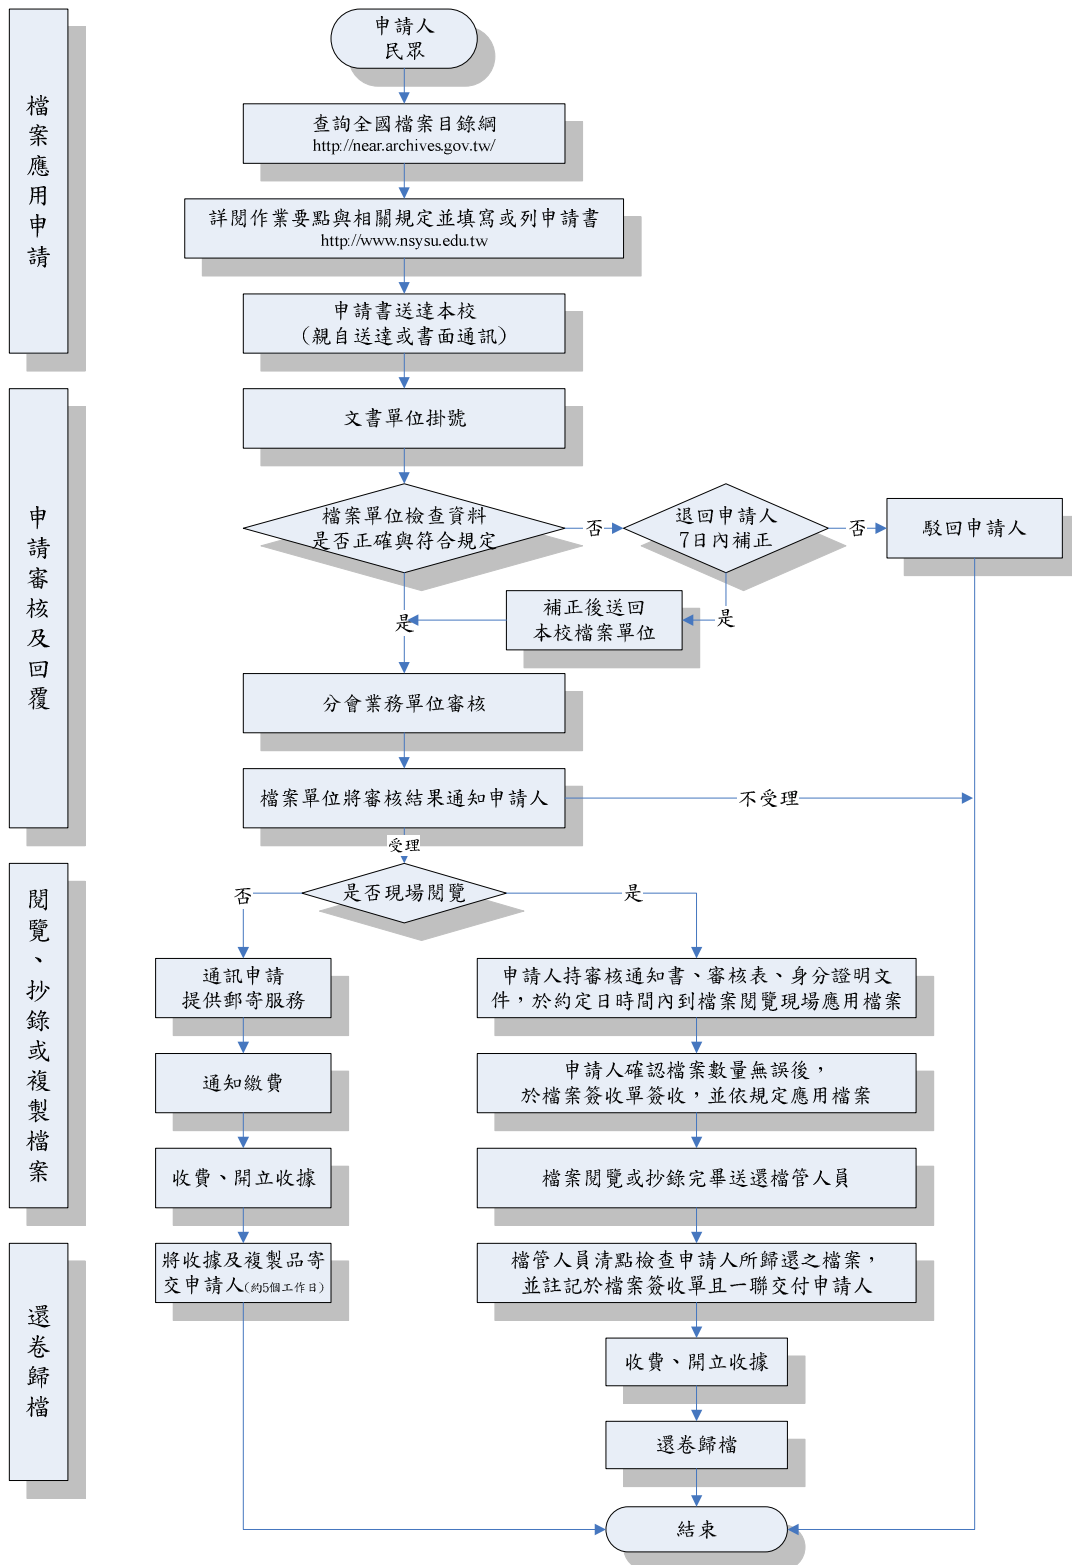 檔案應用申請
申請人
民眾
查詢全國檔案目錄網
http://near.archives.gov.tw/
詳閱作業要點與相關規定並填寫或列申請書
http://www.nsysu.edu.tw
申請書送達本校
(親自送達或書面通訊)
申請審核及回覆
文書單位掛號
檔案單位檢查資料
是否正確與符合規定
否
退回申請人
7日內補正
否
駁回申請人
是
補正後送回
本校檔案單位
是
分會業務單位審核
檔案單位將審核結果通知申請人
不受理
受理
閱覽、抄錄或複製檔案
是否現場閱覽
否
是
通訊申請
提供郵寄服務
通知繳費
收費、開立收據
申請人持審核通知書、審核表、身分證明文
件，於約定日時間內到檔案閱覽現場應用檔案
申請人確認檔案數量無誤後，
於檔案簽收單簽收，並依規定應用檔案
檔案閱覽或抄錄完畢送還檔管人員
還卷歸檔
將收據及複製品寄
交申請人(約5個工作日)
檔管人員清點檢查申請人所歸還之檔案，
並註記於檔案簽收單且一聯交付申請人
收費、開立收據
還卷歸檔
結束